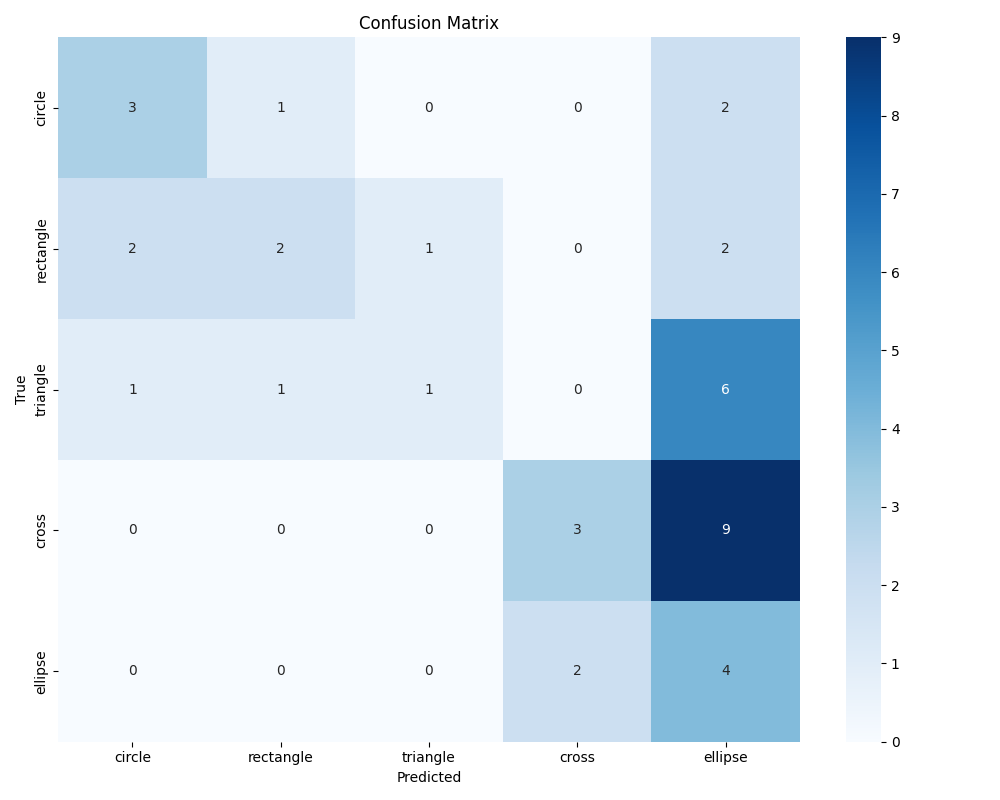 Confusion Matrix
True
circle 3 1 0 0 2
rectangle 2 2 1 0 2
triangle 1 1 1 0 6
cross 0 0 0 3 9
ellipse 0 0 0 2 4
circle rectangle triangle cross ellipse
Predicted
9
8
7
6
5
4
3
2
1
0